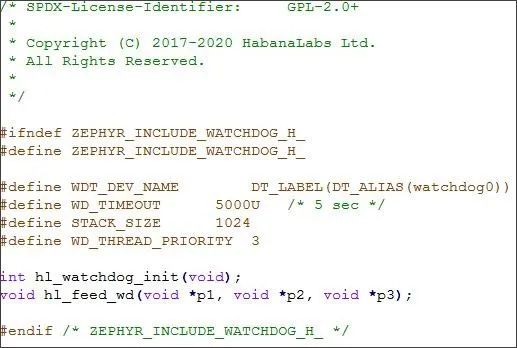 /* SPDX-License-Identifier:     GPL-2.0+
 *
 * Copyright (C) 2017-2020 HabanaLabs Ltd.
 * All Rights Reserved.
 *
 */
#ifndef ZEPHYR_INCLUDE_WATCHDOG_H_
#define ZEPHYR_INCLUDE_WATCHDOG_H_
#define WDT_DEV_NAME        DT_LABEL(DT_ALIAS(watchdog0))
#define WD_TIMEOUT      5000U   /* 5 sec */
#define STACK_SIZE      1024
#define WD_THREAD_PRIORITY  3
int hl_watchdog_init(void);
void hl_feed_wd(void *p1, void *p2, void *p3);
#endif /* ZEPHYR_INCLUDE_WATCHDOG_H_ */